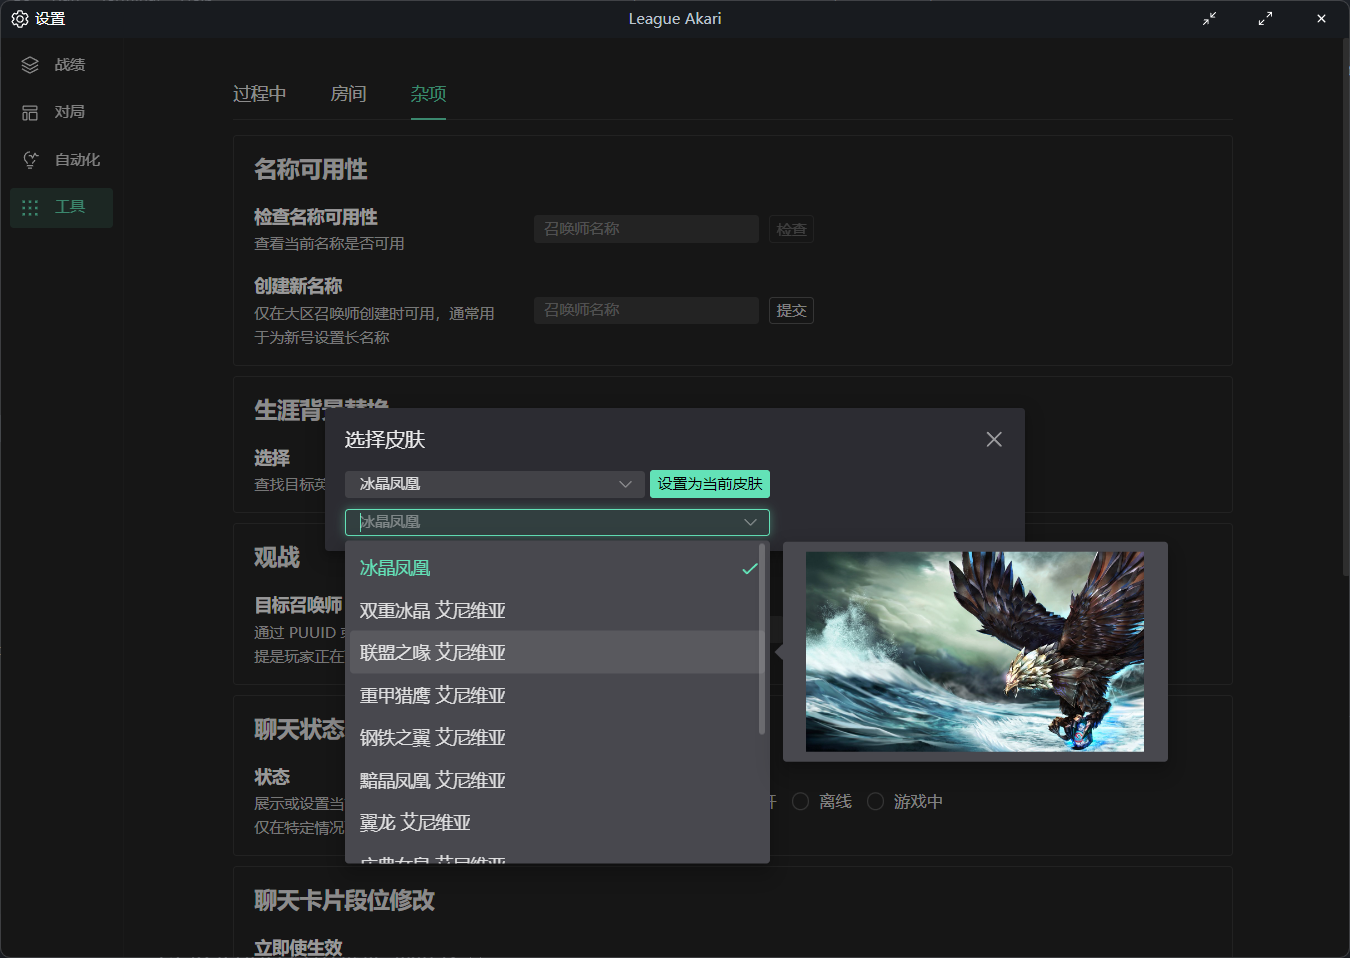 设置
League Akari
战绩
对局
自动化
工具
过程中
房间
杂项
名称可用性
检查名称可用性
查看当前名称是否可用
召唤师名称
检查
创建新名称
仅在大区召唤师创建时可用，通常用
于为新号设置长名称
召唤师名称
提交
生涯背景替换
选择
查找目标英
选择皮肤
冰晶凤凰
设置为当前皮肤
冰晶凤凰
冰晶凤凰
双重冰晶 艾尼维亚
联盟之喙 艾尼维亚
重甲猎鹰 艾尼维亚
钢铁之翼 艾尼维亚
黯晶凤凰 艾尼维亚
翼龙 艾尼维亚
观战
目标召唤师
通过 PUUID
提是玩家正在
聊天状态
状态
展示或设置当
仅在特定情况
离线
游戏中
聊天卡片段位修改
立即使生效